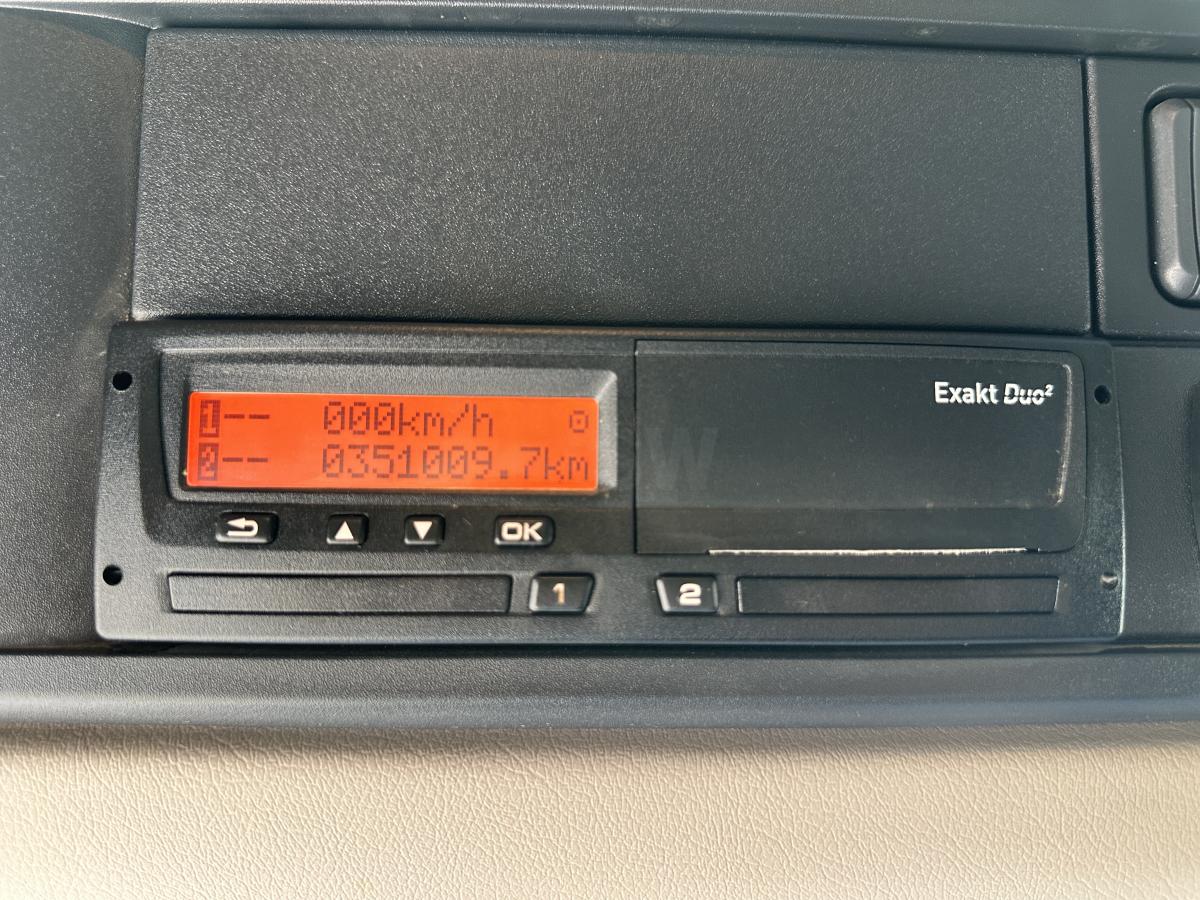 Exakt Duo²
1-- 000km/h
2-- 0351009.7km
W
OK
1 2